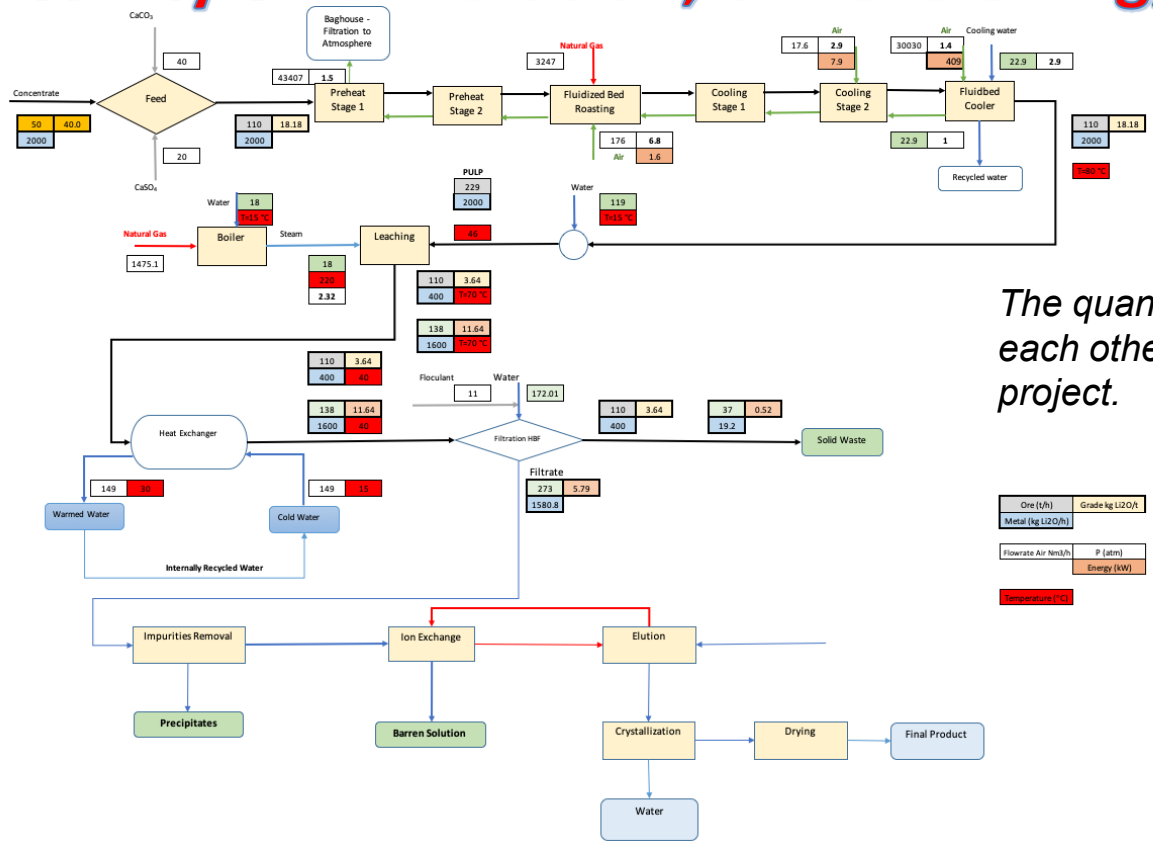 CaCO₃
40
Concentrate
Feed
50 40.0
2000
20
CaSO₄
110 18.18
2000
Baghouse -
Filtration to
Atmosphere
43407 1.5
Preheat
Stage 1
Preheat
Stage 2
Natural Gas
3247
Fluidized Bed
Roasting
176 6.8
Air 1.6
Cooling
Stage 1
Air
17.6 2.9
7.9
Cooling
Stage 2
Air
30030 1.4
409
Cooling water
22.9 2.9
Fluidbed
Cooler
22.9 1
Recycled water
110 18.18
2000
T=80 °C
Water 18
T=15 °C
Natural Gas
1475.1
Boiler
Steam
18
220
2.32
Leaching
PULP
229
2000
46
Water
119
T=15 °C
110 3.64
400 T=70 °C
138 11.64
1600 T=70 °C
The quan
each othe
project.
110 3.64
400 40
138 11.64
1600 40
Heat Exchanger
149 30
149 15
Warmed Water
Cold Water
Internally Recycled Water
Floculant
11
Water
172.01
Filtration HBF
110 3.64
400
37 0.52
19.2
Solid Waste
Filtrate
273 5.79
1580.8
Ore (t/h) Grade kg Li2O/t
Metal (kg Li2O/h)
Flowrate Air Nm3/h P (atm)
Energy (kW)
Temperature (°C)
Impurities Removal
Ion Exchange
Elution
Precipitates
Barren Solution
Crystallization
Drying
Final Product
Water